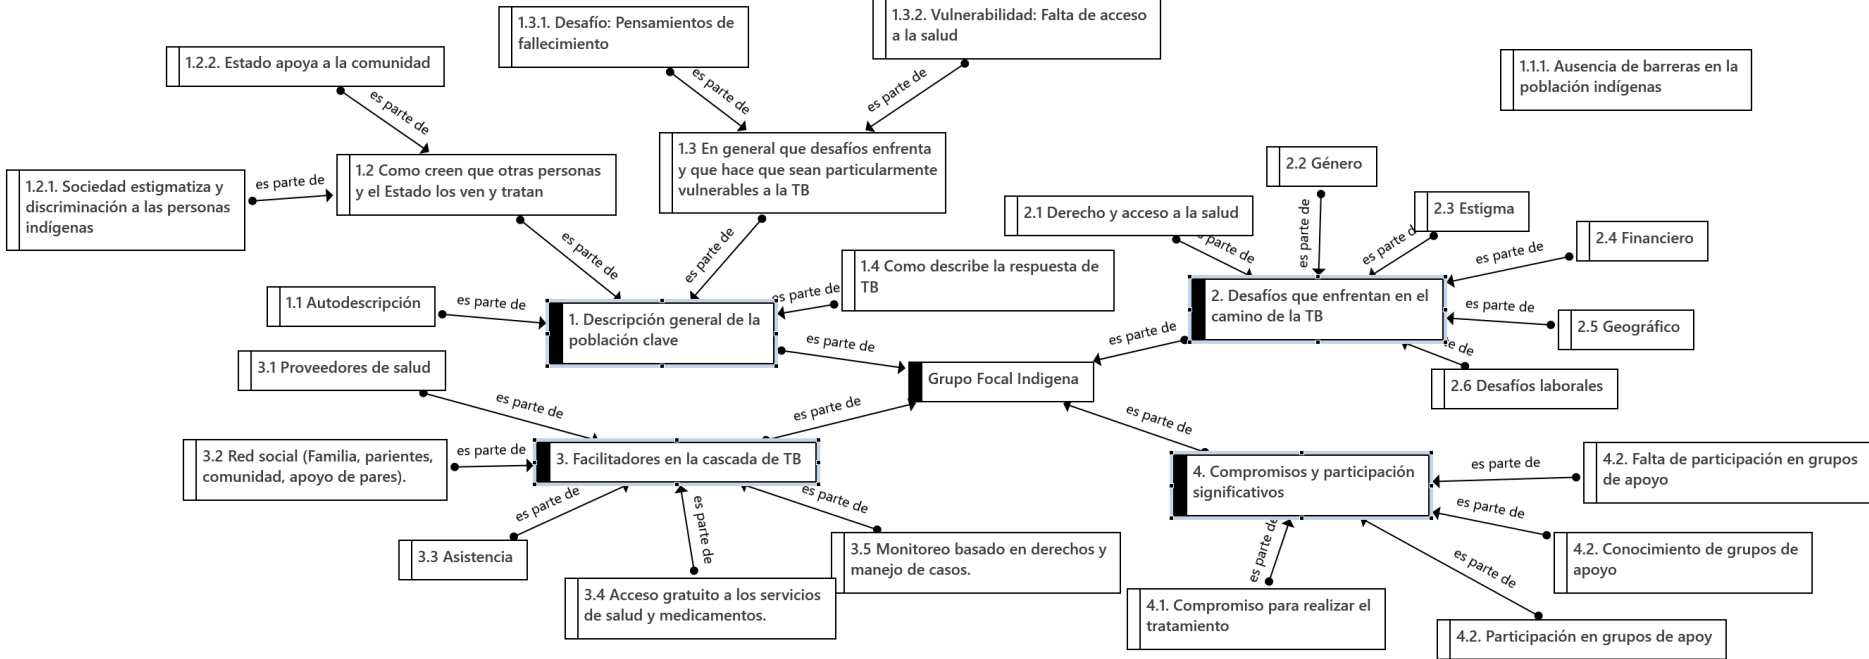 1.3.1. Desafío: Pensamientos de
fallecimiento
1.3.2. Vulnerabilidad: Falta de acceso
a la salud
1.2.2. Estado apoya a la comunidad
1.1.1. Ausencia de barreras en la
población indígenas
es parte de
es parte de
es parte de
1.3 En general que desafíos enfrenta
y que hace que sean particularmente
vulnerables a la TB
1.2 Como creen que otras personas
y el Estado los ven y tratan
1.2.1. Sociedad estigmatiza y
discriminación a las personas
indígenas
es parte de
2.2 Género
2.1 Derecho y acceso a la salud
2.3 Estigma
2.4 Financiero
es parte de
es parte de
es parte de
es parte de
es parte de
es parte de
1.4 Como describe la respuesta de
TB
es parte de
1.1 Autodescripción
es parte de
1. Descripción general de la
población clave
2. Desafíos que enfrentan en el
camino de la TB
es parte de
2.5 Geográfico
es parte de
es parte de
de
3.1 Proveedores de salud
Grupo Focal Indigena
2.6 Desafíos laborales
es parte de
es parte de
es parte de
3.2 Red social (Familia, parientes,
comunidad, apoyo de pares).
es parte de
3. Facilitadores en la cascada de TB
4. Compromisos y participación
significativos
es parte de
4.2. Falta de participación en grupos
de apoyo
es parte de
es parte de
es parte de
es parte de
es parte de
es parte de
3.3 Asistencia
3.5 Monitoreo basado en derechos y
manejo de casos.
4.2. Conocimiento de grupos de
apoyo
3.4 Acceso gratuito a los servicios
de salud y medicamentos.
4.1. Compromiso para realizar el
tratamiento
4.2. Participación en grupos de apoy